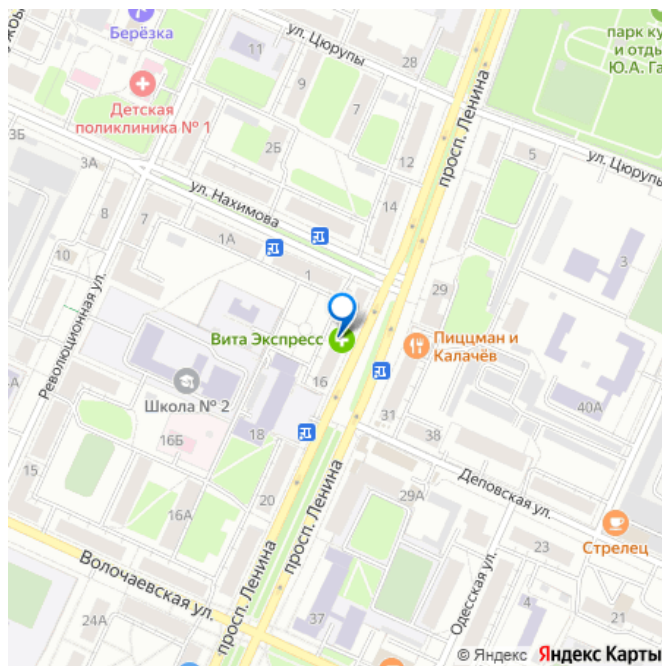 Берёзка
ул. Цюрупы
11
28
парк ку
и отды
Ю.А. Га
Детская
поликлиника № 1
9
7
просп. Ленина
3Б
2Б
12
5
ул. Цюрупы
3А
ул. Нахимова
14
8
7
1А
10
1
3
29
Революционная ул.
Вита Экспресс
Пиццман и
Калачёв
16
Школа № 2
31
40А
16Б
18
38
15
Деповская ул.
20
29А
16А
просп. Ленина
просп. Ленина
Стрелец
23
Волочаевская ул.
Одесская ул.
24А
37
4
21
© Яндекс Яндекс Карты